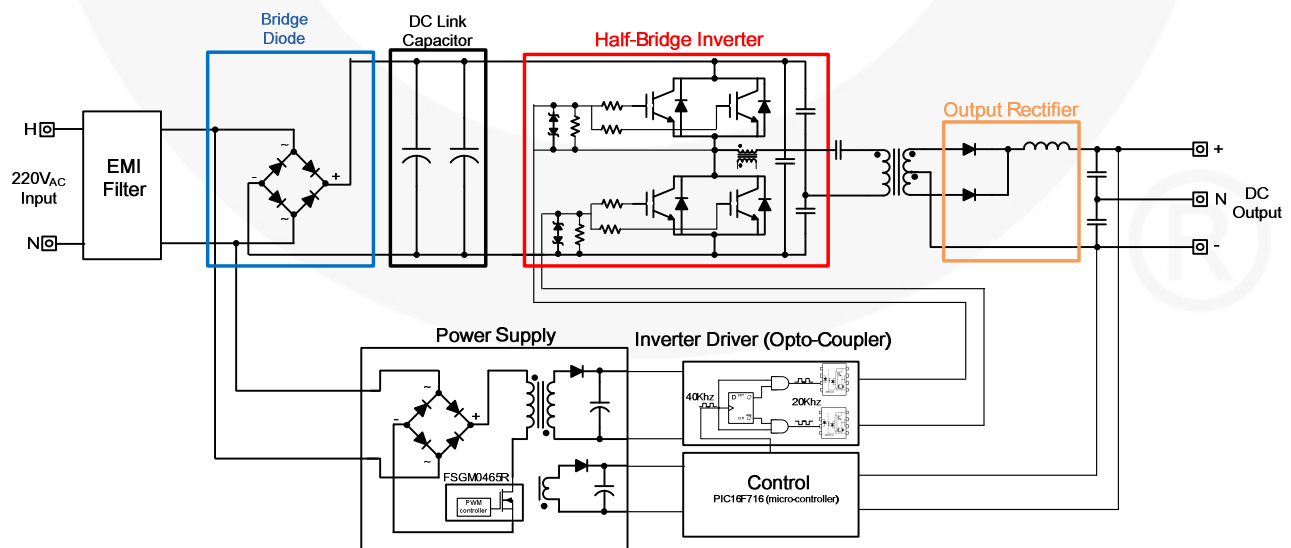 Bridge
Diode
DC Link
Capacitor
Half-Bridge Inverter
Output Rectifier
H
220VAC
Input
N
EMI
Filter
~
-
+
~
+
N
-
DC
Output
®
Power Supply
~
-
+
~
FSGM0465R
PWM
controller
Inverter Driver (Opto-Coupler)
40Khz
D
20Khz
Control
PIC16F716 (micro-controller)